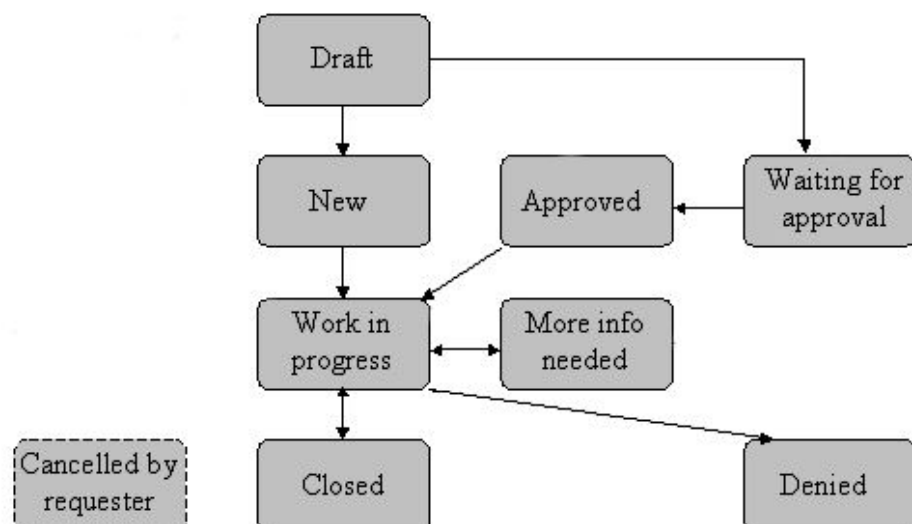 Draft
New
Approved
Waiting for
approval
Work in
progress
More info
needed
Cancelled by
requester
Closed
Denied